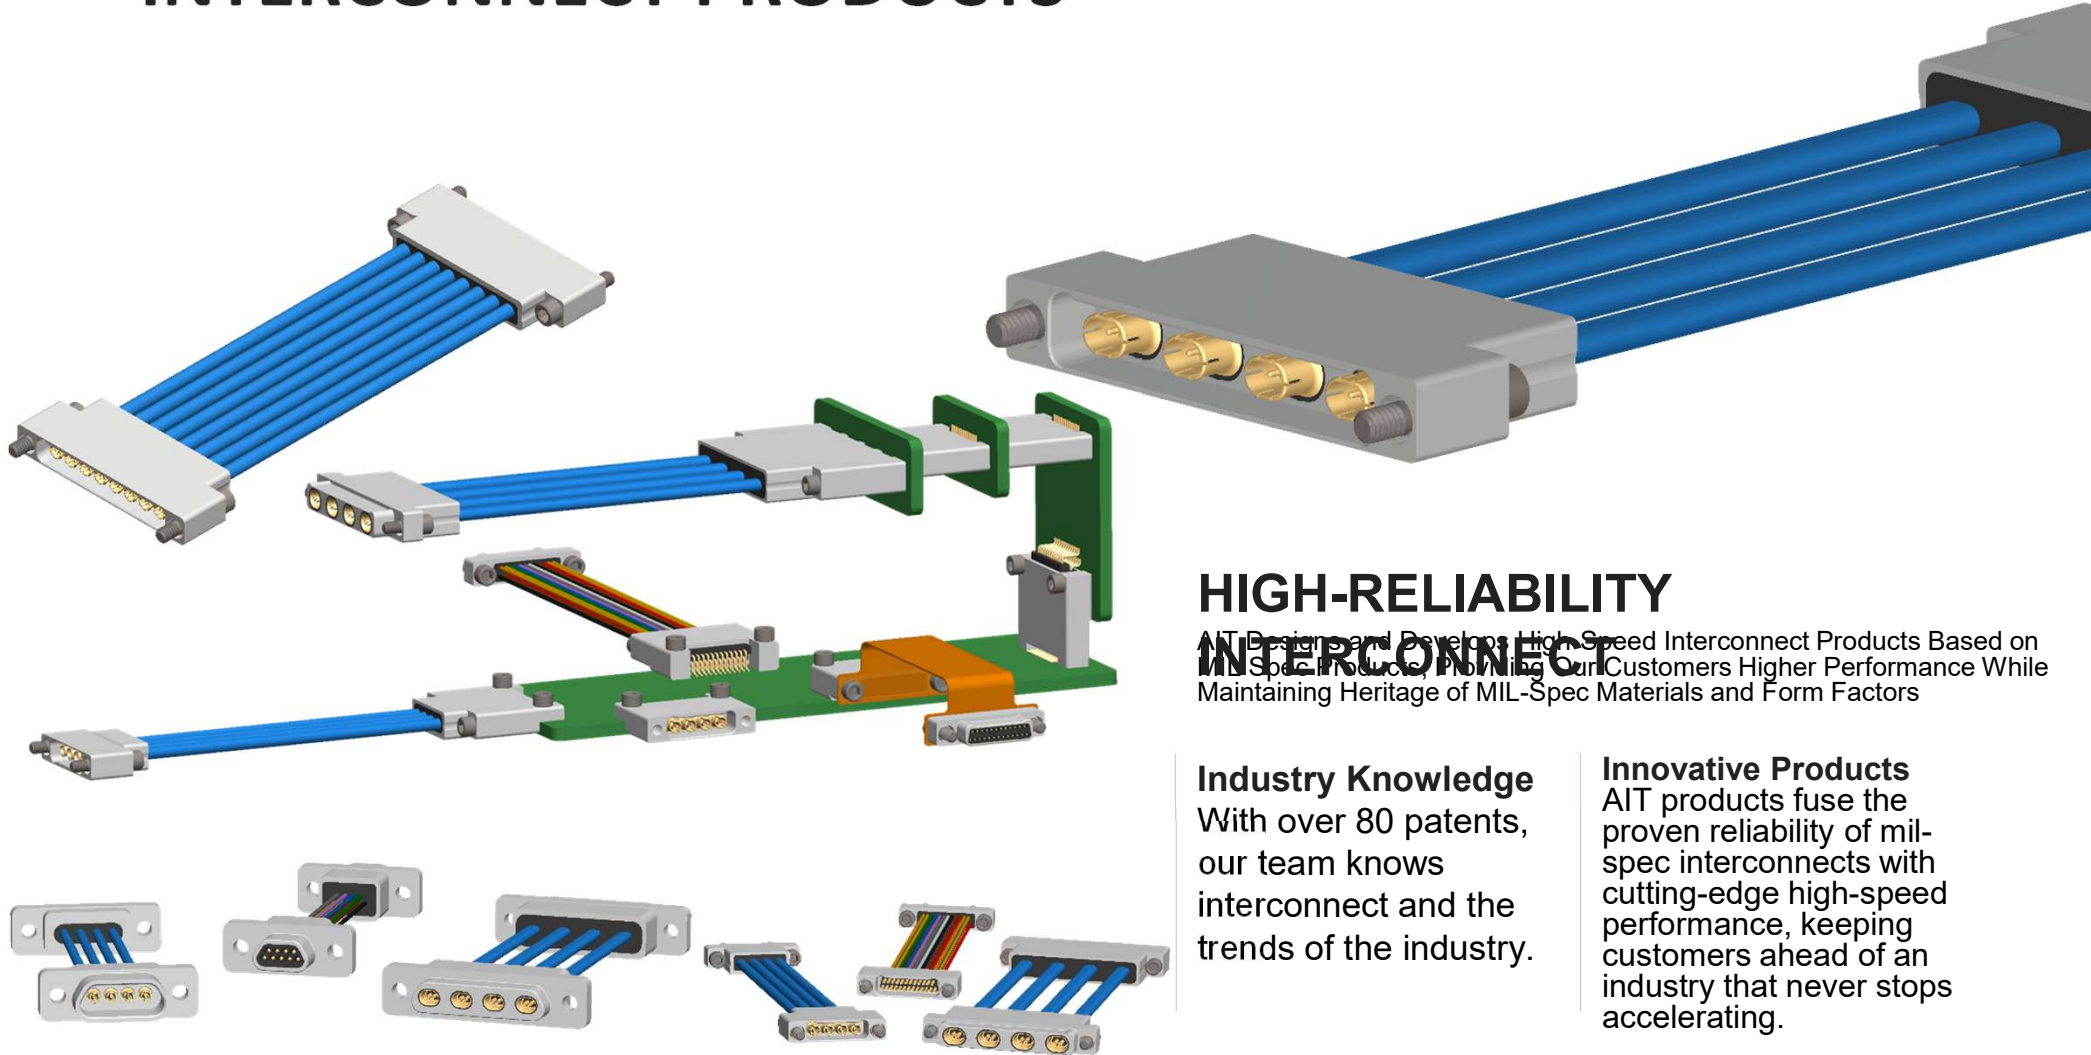 INTERCONNECT PRODUCTS
HIGH-RELIABILITY
INTERCONNECT
AIT Designs and Develops High-Speed Interconnect Products Based on
MIL-Spec Products, Providing Our Customers Higher Performance While
Maintaining Heritage of MIL-Spec Materials and Form Factors
Industry Knowledge
With over 80 patents,
our team knows
interconnect and the
trends of the industry.
Innovative Products
AIT products fuse the
proven reliability of mil-
spec interconnects with
cutting-edge high-speed
performance, keeping
customers ahead of an
industry that never stops
accelerating.